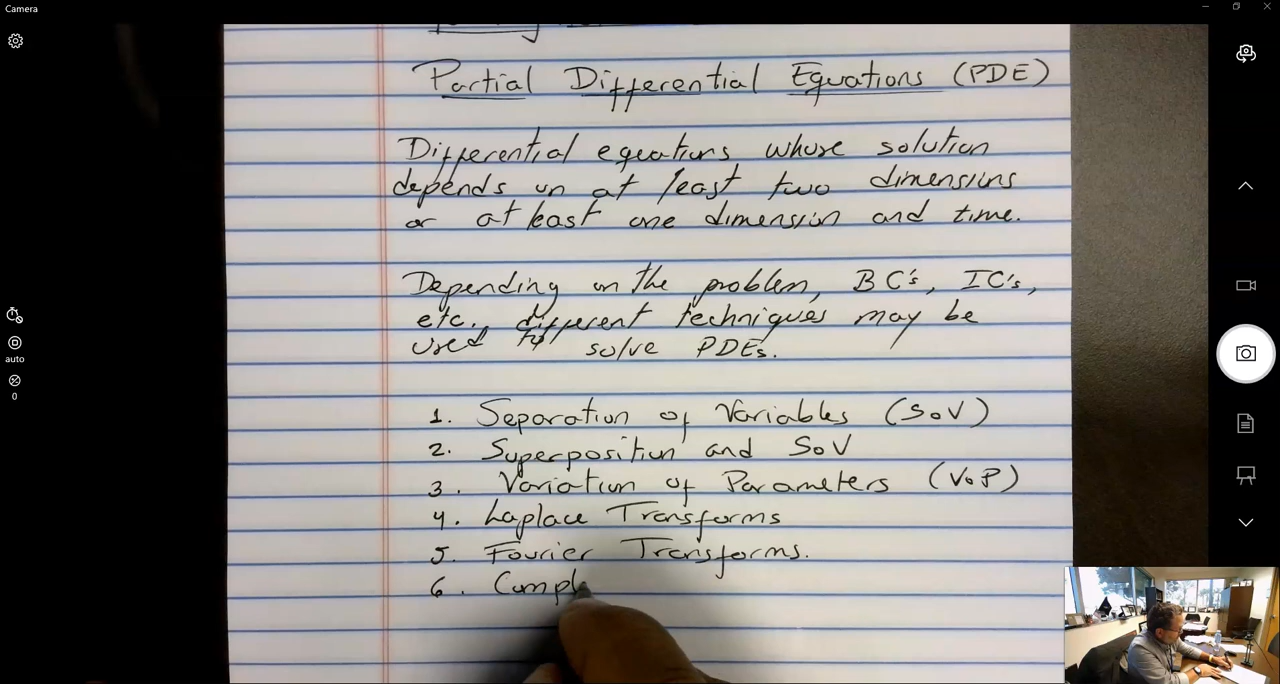 Camera
Partial Differential Equations (PDE)
Differential equations whose solution
depends on at least two dimensions
or at least one dimension and time.
Depending on the problem, BC's, IC's,
etc., different techniques may be
used to solve PDEs.
1. Separation of Variables (SoV)
2. Superposition and SoV
3. Variation of Parameters (VoP)
4. Laplace Transforms
5. Fourier Transforms.
6. Compl
auto
0